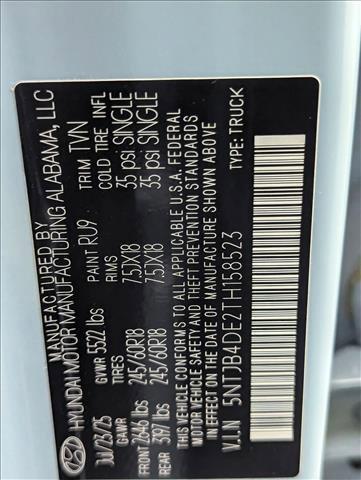 MANUFACTURED BY
HYUNDAI MOTOR MANUFACTURING ALABAMA, LLC
Jul/23/25 GVWR 5522 lbs PAINT RU9 TRIM TVN
GAWR RIMS COLD TIRE INFL
FRONT 2646 lbs 245/60R18 7.5JX18 35 psi SINGLE
REAR 3197 lbs 245/60R18 7.5JX18 35 psi SINGLE
THIS VEHICLE CONFORMS TO ALL APPLICABLE U.S.A. FEDERAL
MOTOR VEHICLE SAFETY AND THEFT PREVENTION STANDARDS
IN EFFECT ON THE DATE OF MANUFACTURE SHOWN ABOVE
V.I.N 5NTJB4DE2TH158523
TYPE:TRUCK